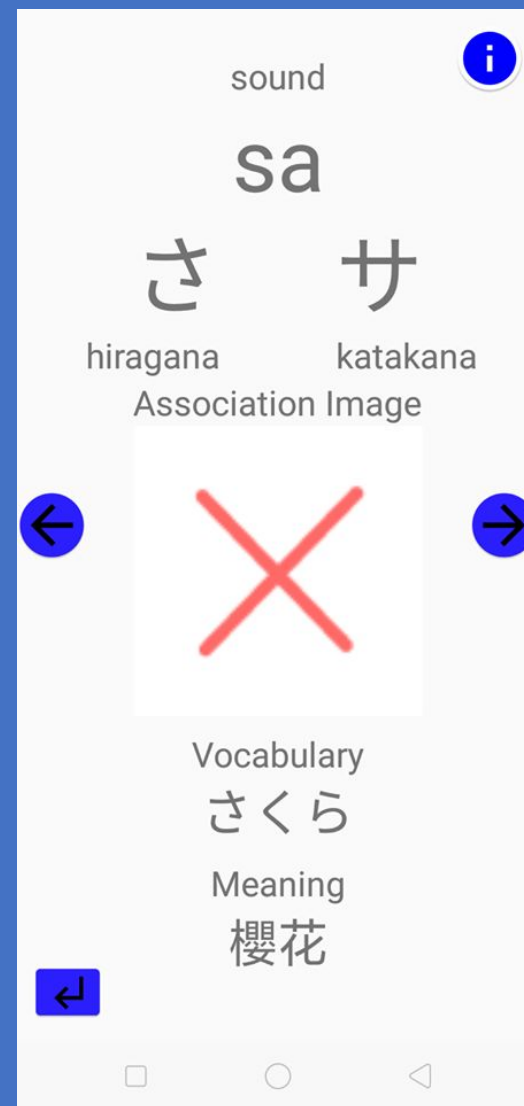 sound
sa
さ サ
hiragana katakana
Association Image
Vocabulary
さくら
Meaning
櫻花